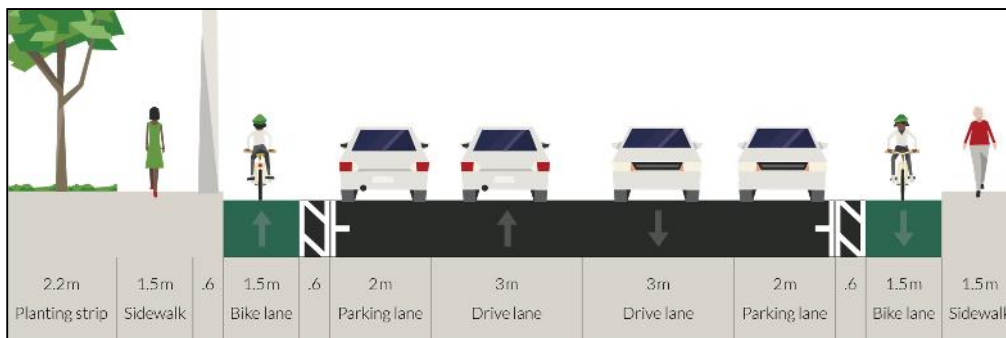 2.2m 1.5m .6 1.5m .6 2m 3m 3m 2m .6 1.5m 1.5m
Planting strip Sidewalk Bike lane Parking lane Drive lane Drive lane Parking lane Bike lane Sidewalk